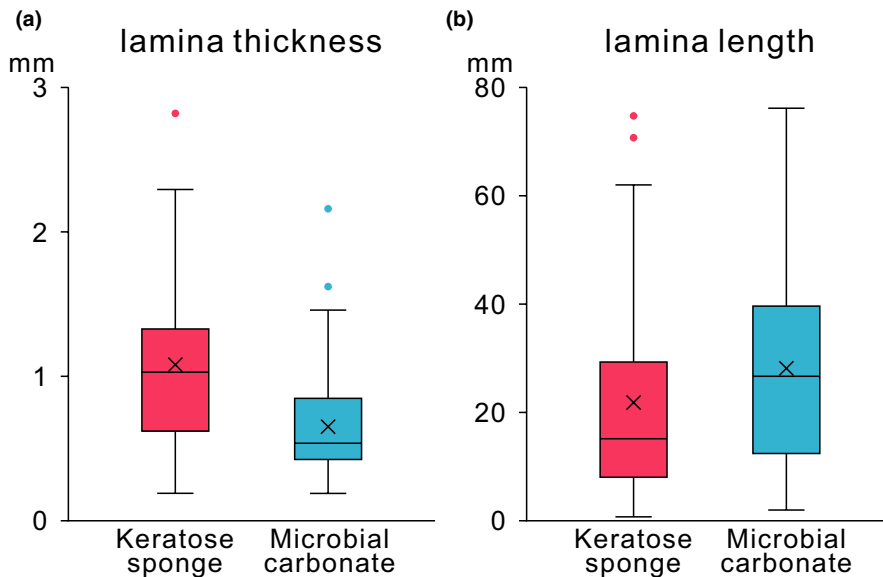 (a)
lamina thickness
mm
3
2
1
0
Keratose
sponge
Microbial
carbonate
(b)
lamina length
mm
80
60
40
20
0
Keratose
sponge
Microbial
carbonate